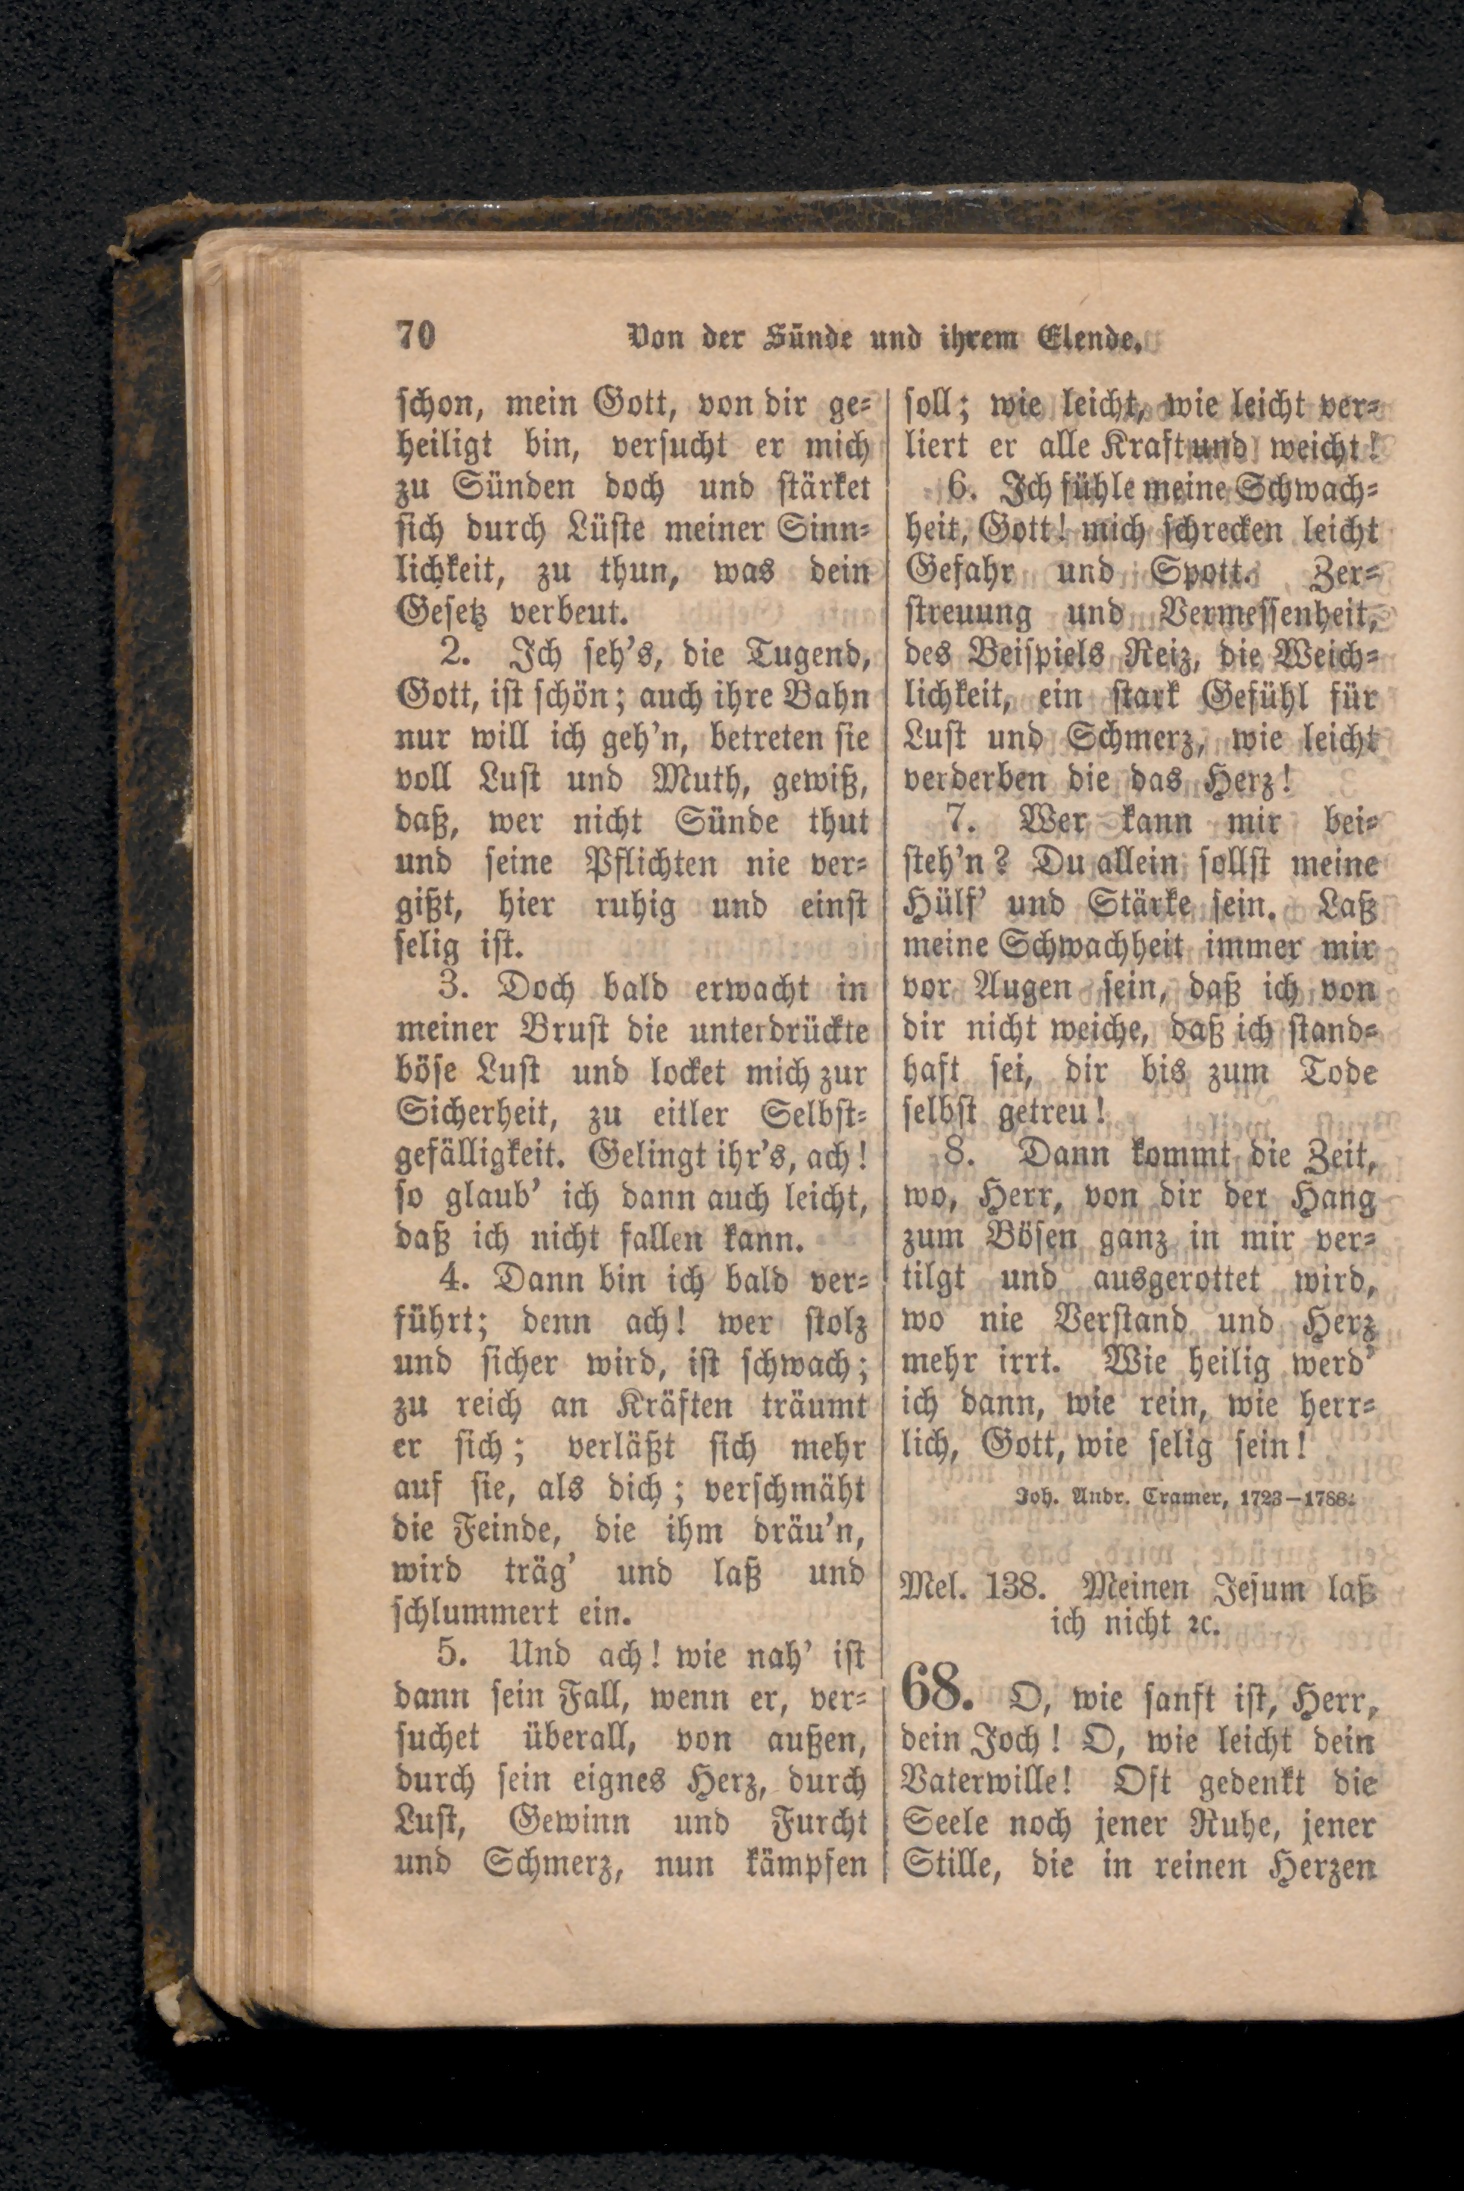 70 Von der Sünde und ihrem Elende.
schon, mein Gott, von dir ge-
heiligt bin, versucht er mich
zu Sünden doch und stärket
sich durch Lüste meiner Sinn-
lichkeit, zu thun, was dein
Gesetz verbeut.
2. Ich seh's, die Tugend,
Gott, ist schön; auch ihre Bahn
nur will ich geh'n, betreten sie
voll Lust und Muth, gewiß,
daß, wer nicht Sünde thut
und seine Pflichten nie ver-
gißt, hier ruhig und einst
selig ist.
3. Doch bald erwacht in
meiner Brust die unterdrückte
böse Lust und locket mich zur
Sicherheit, zu eitler Selbst-
gefälligkeit. Gelingt ihr's, ach!
so glaub' ich dann auch leicht,
daß ich nicht fallen kann.
4. Dann bin ich bald ver-
führt; denn ach! wer stolz
und sicher wird, ist schwach;
zu reich an Kräften träumt
er sich; verläßt sich mehr
auf sie, als dich; verschmäht
die Feinde, die ihm dräu'n,
wird träg' und laß und
schlummert ein.
5. Und ach! wie nah' ist
dann sein Fall, wenn er, ver-
suchet überall, von außen,
durch sein eignes Herz, durch
Lust, Gewinn und Furcht
und Schmerz, nun kämpfen
soll; wie leicht, wie leicht ver-
liert er alle Kraft und weicht!
6. Ich fühle meine Schwach-
heit, Gott! mich schrecken leicht
Gefahr und Spott. Zer-
streuung und Vermessenheit,
des Beispiels Reiz, die Weich-
lichkeit, ein stark Gefühl für
Lust und Schmerz, wie leicht
verderben die das Herz!
7. Wer kann mir bei-
steh'n? Du allein sollst meine
Hülf' und Stärke sein. Laß
meine Schwachheit immer mir
vor Augen sein, daß ich von
dir nicht weiche, daß ich stand-
haft sei, dir bis zum Tode
selbst getreu!
8. Dann kommt die Zeit,
wo, Herr, von dir der Hang
zum Bösen ganz in mir ver-
tilgt und ausgerottet wird,
wo nie Verstand und Herz
mehr irrt. Wie heilig werd'
ich dann, wie rein, wie herr-
lich, Gott, wie selig sein!
Joh. Andr. Cramer, 1723–1788.
Mel. 138. Meinen Jesum laß
ich nicht ꝛc.
68. O, wie sanft ist, Herr,
dein Joch! O, wie leicht dein
Vaterwille! Oft gedenkt die
Seele noch jener Ruhe, jener
Stille, die in reinen Herzen